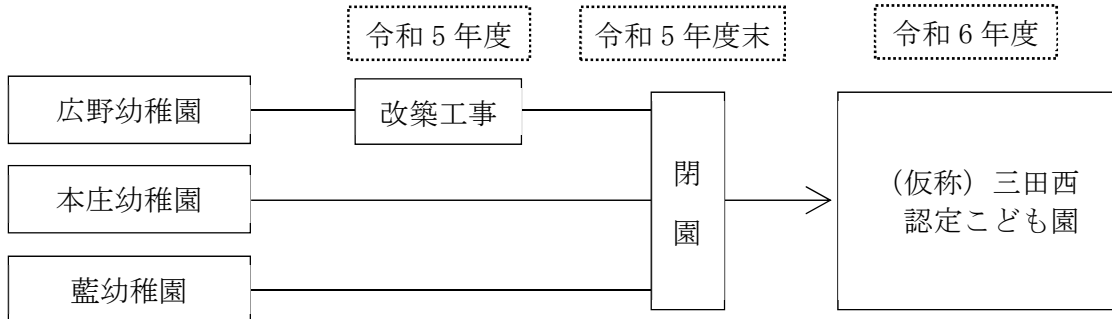 令和5年度
令和5年度末
令和6年度
広野幼稚園
改築工事
本庄幼稚園
藍幼稚園
閉
園
（仮称）三田西
認定こども園